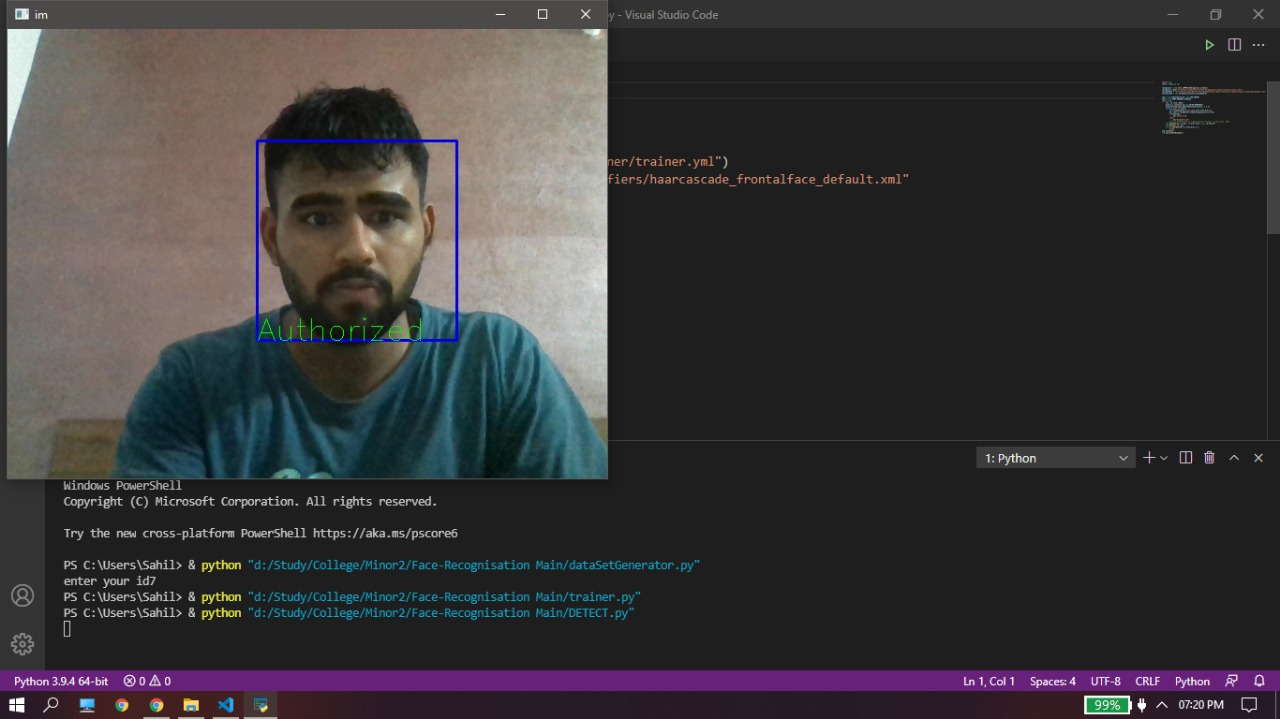 im
- Visual Studio Code
ner/trainer.yml")
fiers/haarcascade_frontalface_default.xml"
Authorized
1: Python
Windows PowerShell
Copyright (C) Microsoft Corporation. All rights reserved.
Try the new cross-platform PowerShell https://aka.ms/pscore6
PS C:\Users\Sahil> & python "d:/Study/College/Minor2/Face-Recognisation Main/dataSetGenerator.py"
enter your id7
PS C:\Users\Sahil> & python "d:/Study/College/Minor2/Face-Recognisation Main/trainer.py"
PS C:\Users\Sahil> & python "d:/Study/College/Minor2/Face-Recognisation Main/DETECT.py"
Python 3.9.4 64-bit 0 0 Ln 1, Col 1 Spaces: 4 UTF-8 CRLF Python
99% 07:20 PM